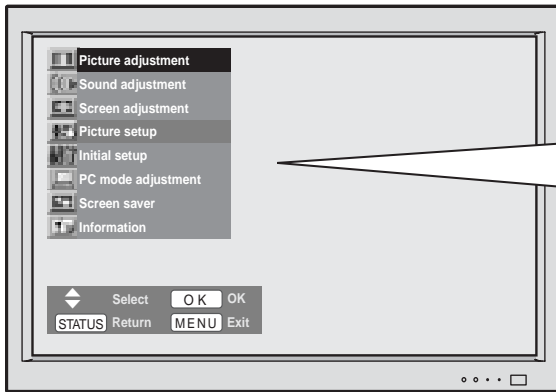 Picture adjustment
Sound adjustment
Screen adjustment
Picture setup
Initial setup
PC mode adjustment
Screen saver
Information
Select OK OK
STATUS Return MENU Exit